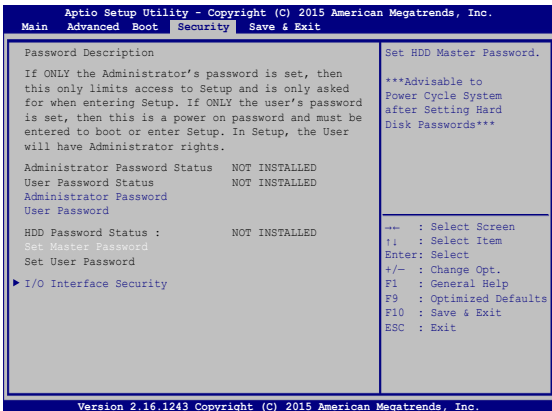 Aptio Setup Utility - Copyright (C) 2015 American Megatrends, Inc.
Main Advanced Boot Security Save & Exit
Password Description
If ONLY the Administrator's password is set, then
this only limits access to Setup and is only asked
for when entering Setup. If ONLY the user's password
is set, then this is a power on password and must be
entered to boot or enter Setup. In Setup, the User
will have Administrator rights.
Administrator Password Status NOT INSTALLED
User Password Status NOT INSTALLED
Administrator Password
User Password
HDD Password Status : NOT INSTALLED
Set Master Password
Set User Password
▶ I/O Interface Security
Set HDD Master Password.
***Advisable to
Power Cycle System
after Setting Hard
Disk Passwords***
→← : Select Screen
↑↓ : Select Item
Enter: Select
+/— : Change Opt.
F1 : General Help
F9 : Optimized Defaults
F10 : Save & Exit
ESC : Exit
Version 2.16.1243 Copyright (C) 2015 American Megatrends, Inc.